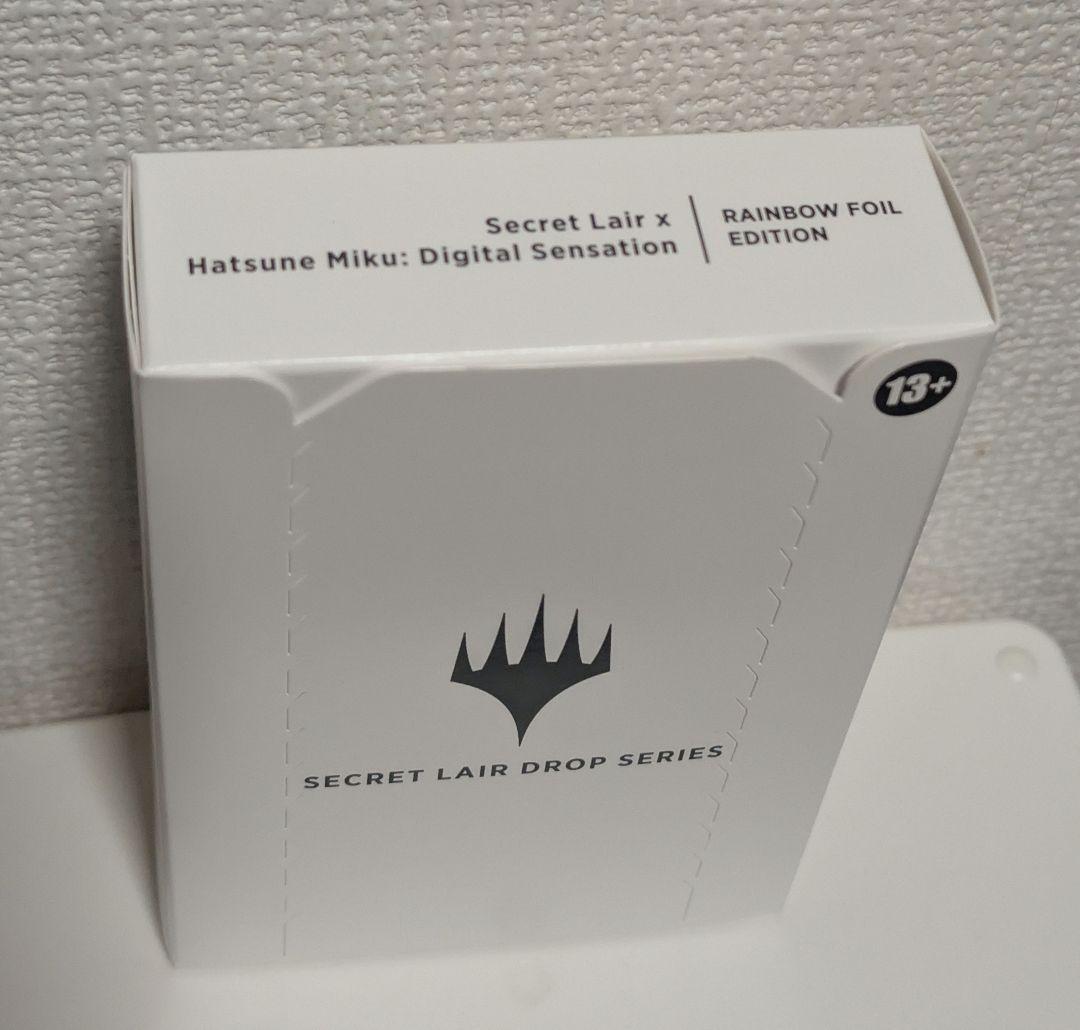 Secret Lair x
Hatsune Miku: Digital Sensation
RAINBOW FOIL
EDITION
13+
SECRET LAIR DROP SERIES